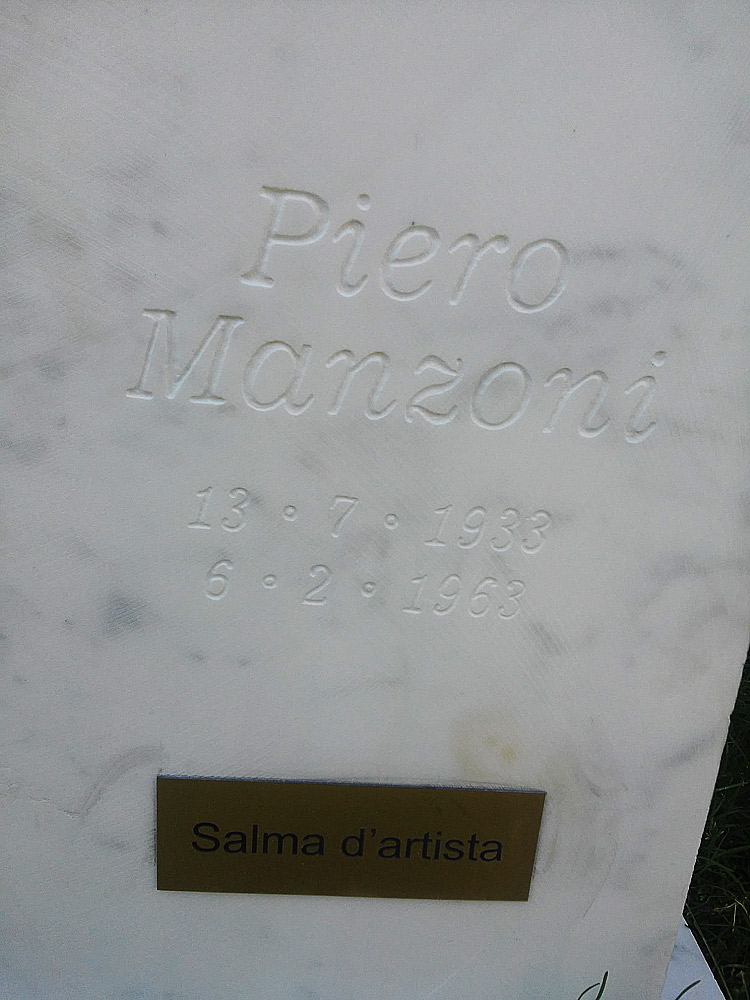 Piero
Manzoni
13 • 7 • 1933
6 • 2 • 1963
Salma d'artista